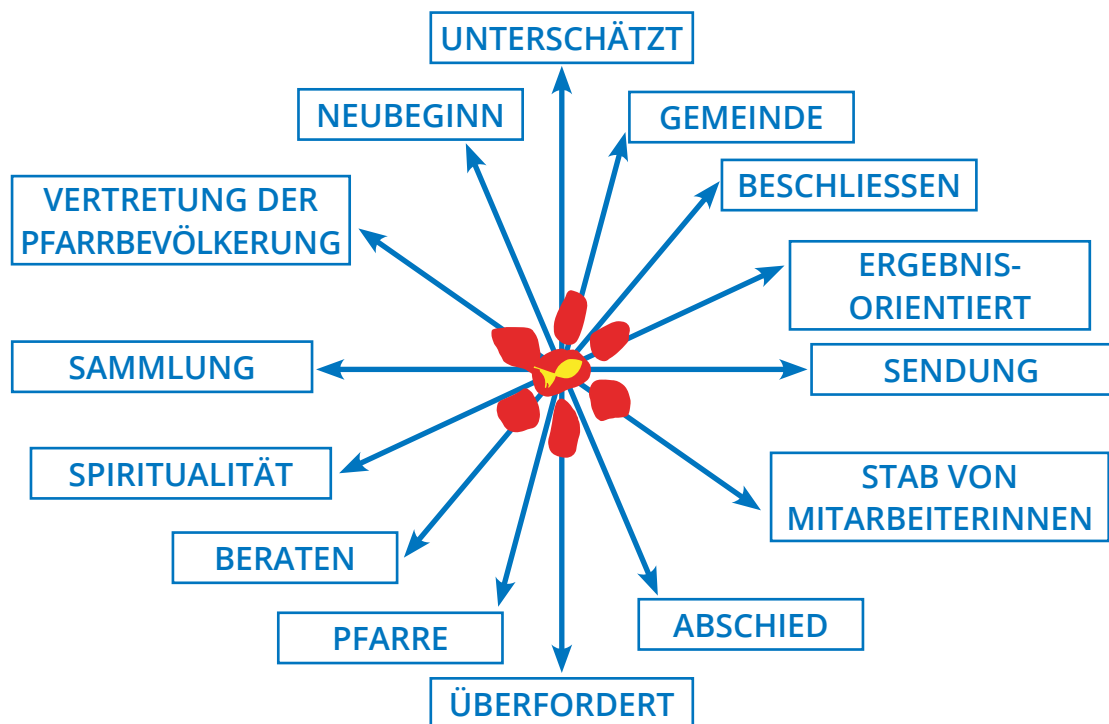 UNTERSCHÄTZT
NEUBEGINN
GEMEINDE
BESCHLIESSEN
VERTRETUNG DER
PFARRBEVÖLKERUNG
ERGEBNIS-
ORIENTIERT
SAMMLUNG
SENDUNG
SPIRITUALITÄT
STAB VON
MITARBEITERINNEN
BERATEN
ABSCHIED
PFARRE
ÜBERFORDERT